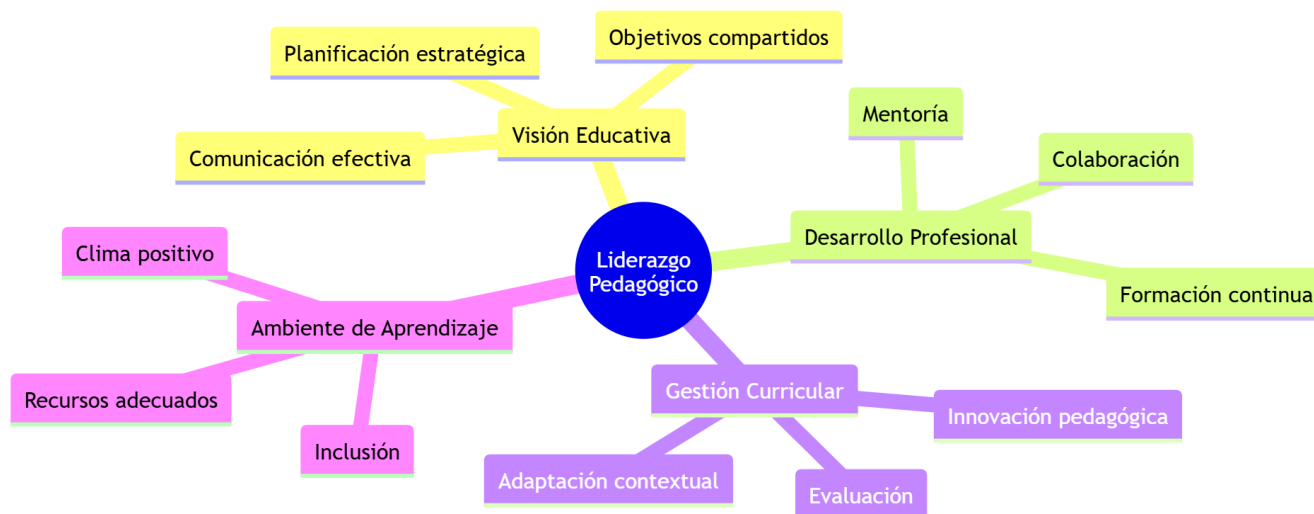 Planificación estratégica
Objetivos compartidos
Comunicación efectiva
Visión Educativa
Mentoría
Colaboración
Desarrollo Profesional
Formación continua
Liderazgo
Pedagógico
Clima positivo
Ambiente de Aprendizaje
Recursos adecuados
Inclusión
Gestión Curricular
Innovación pedagógica
Adaptación contextual
Evaluación